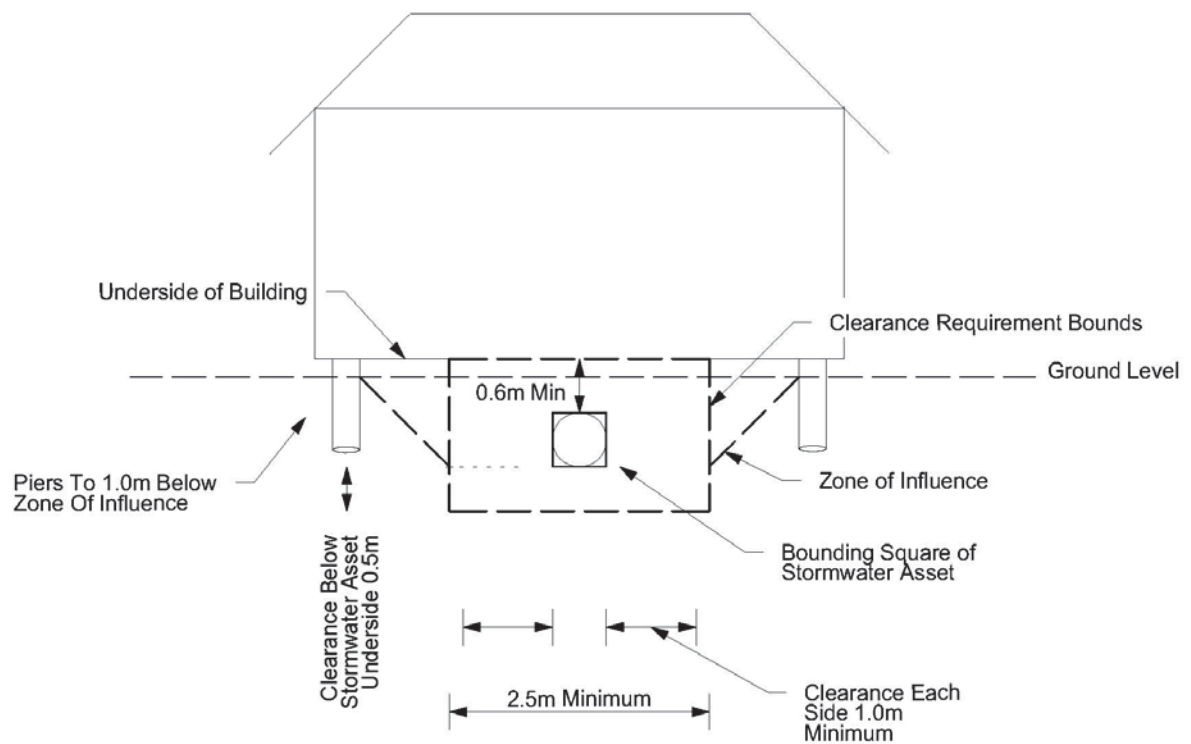 Underside of Building
Clearance Requirement Bounds
Ground Level
0.6m Min
Piers To 1.0m Below
Zone Of Influence
Zone of Influence
Bounding Square of
Stormwater Asset
Clearance Below
Stormwater Asset
Underside 0.5m
2.5m Minimum
Clearance Each
Side 1.0m
Minimum